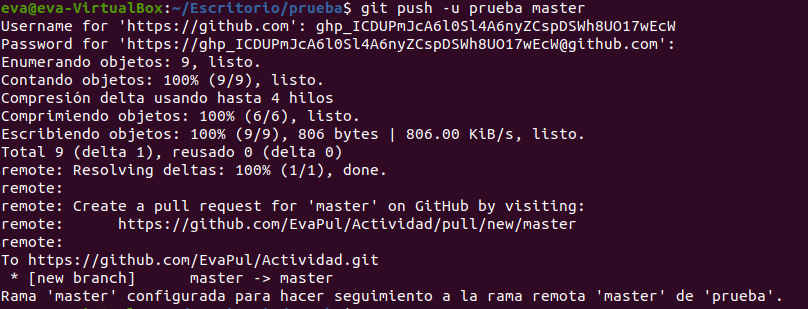 eva@eva-VirtualBox:~/Escritorio/prueba$ git push -u prueba master
Username for 'https://github.com': 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
Password for 'https://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@github.com':
Enumerando objetos: 9, listo.
Contando objetos: 100% (9/9), listo.
Compresión delta usando hasta 4 hilos
Comprimiendo objetos: 100% (6/6), listo.
Escribiendo objetos: 100% (9/9), 806 bytes | 806.00 KiB/s, listo.
Total 9 (delta 1), reusado 0 (delta 0)
remote: Resolving deltas: 100% (1/1), done.
remote:
remote: Create a pull request for 'master' on GitHub by visiting:
remote:      https://github.com/EvaPul/Actividad/pull/new/master
remote:
To https://github.com/EvaPul/Actividad.git
 * [new branch]      master -> master
Rama 'master' configurada para hacer seguimiento a la rama remota 'master' de 'prueba'.